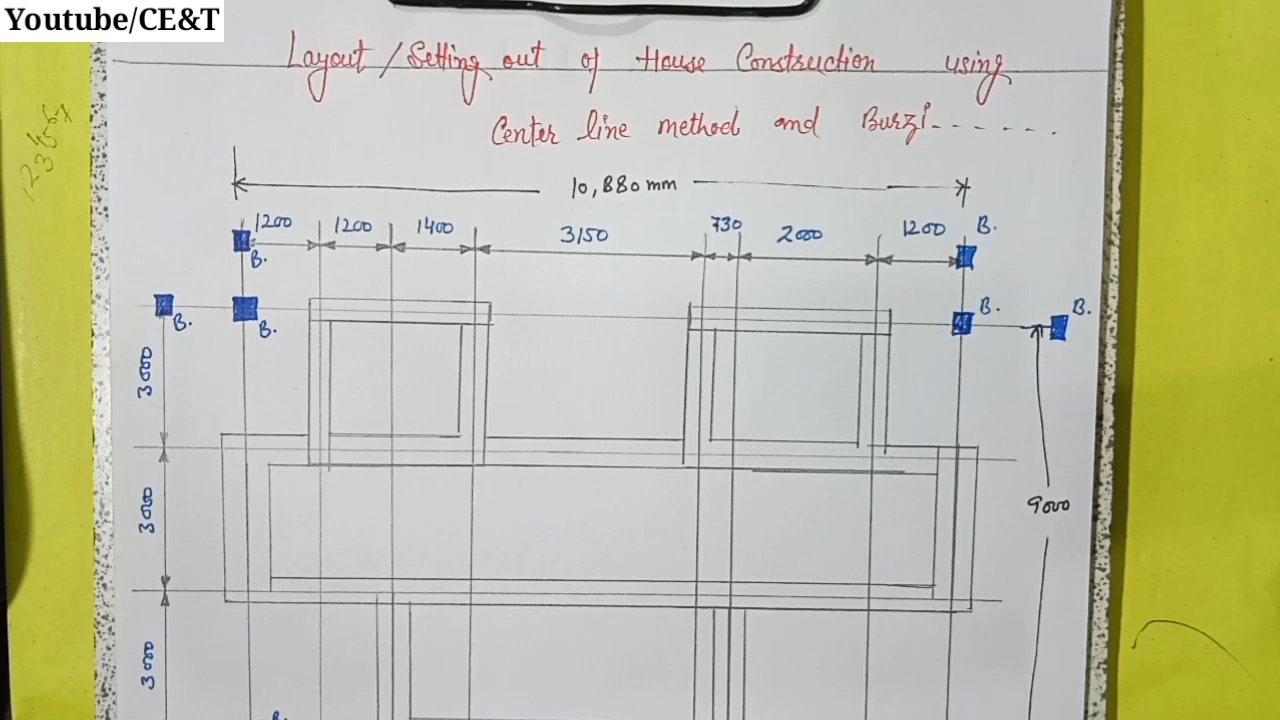 Youtube/CE&T
Layout/Setting out of House Construction using
Center line method and Burzi------.
10,880 mm
1200 1200 1400 3150 730 2000 1200 B.
B.
B. B. B. B.
3000
3000
9000
3000
B.